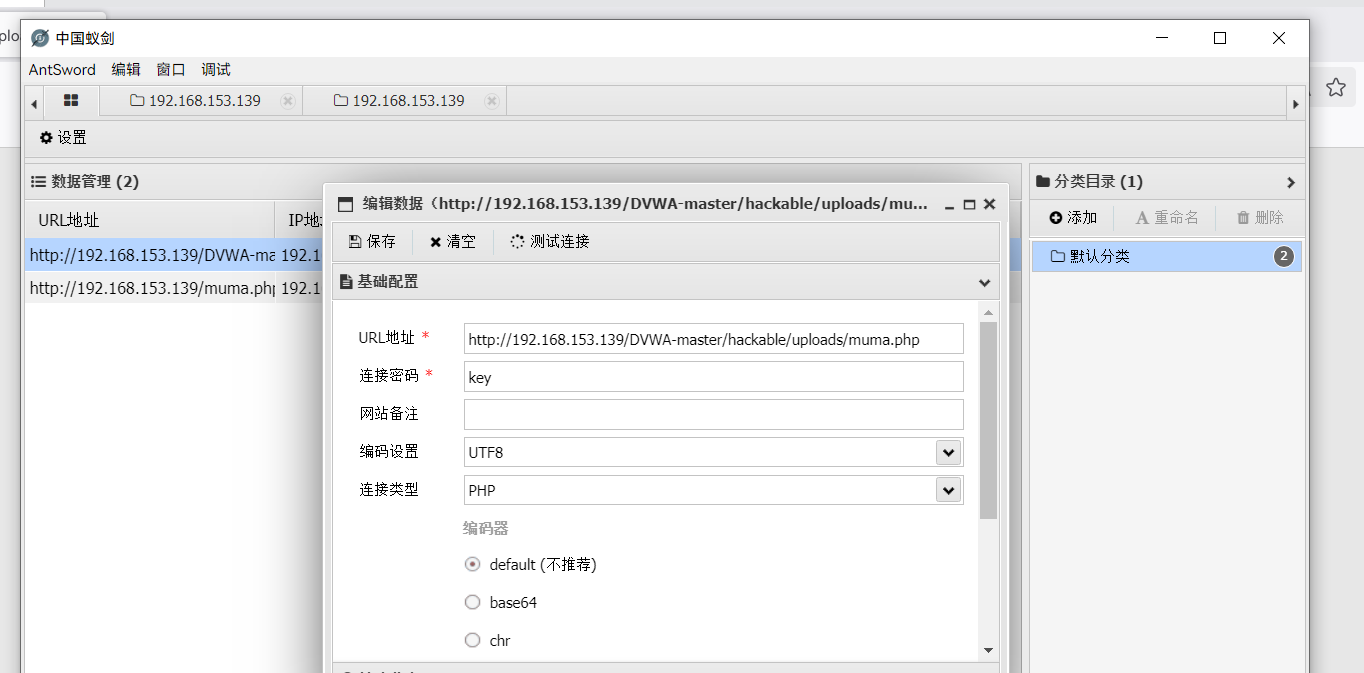 plo
中国蚁剑
AntSword 编辑 窗口 调试
192.168.153.139 192.168.153.139
设置
数据管理 (2)
URL地址 IP地
http://192.168.153.139/DVWA-ma 192.1
http://192.168.153.139/muma.php 192.1
编辑数据（http://192.168.153.139/DVWA-master/hackable/uploads/mu...
保存 清空 测试连接
基础配置
URL地址 * http://192.168.153.139/DVWA-master/hackable/uploads/muma.php
连接密码 * key
网站备注
编码设置 UTF8
连接类型 PHP
编码器
default (不推荐)
base64
chr
分类目录 (1)
添加 重命名 删除
默认分类 2